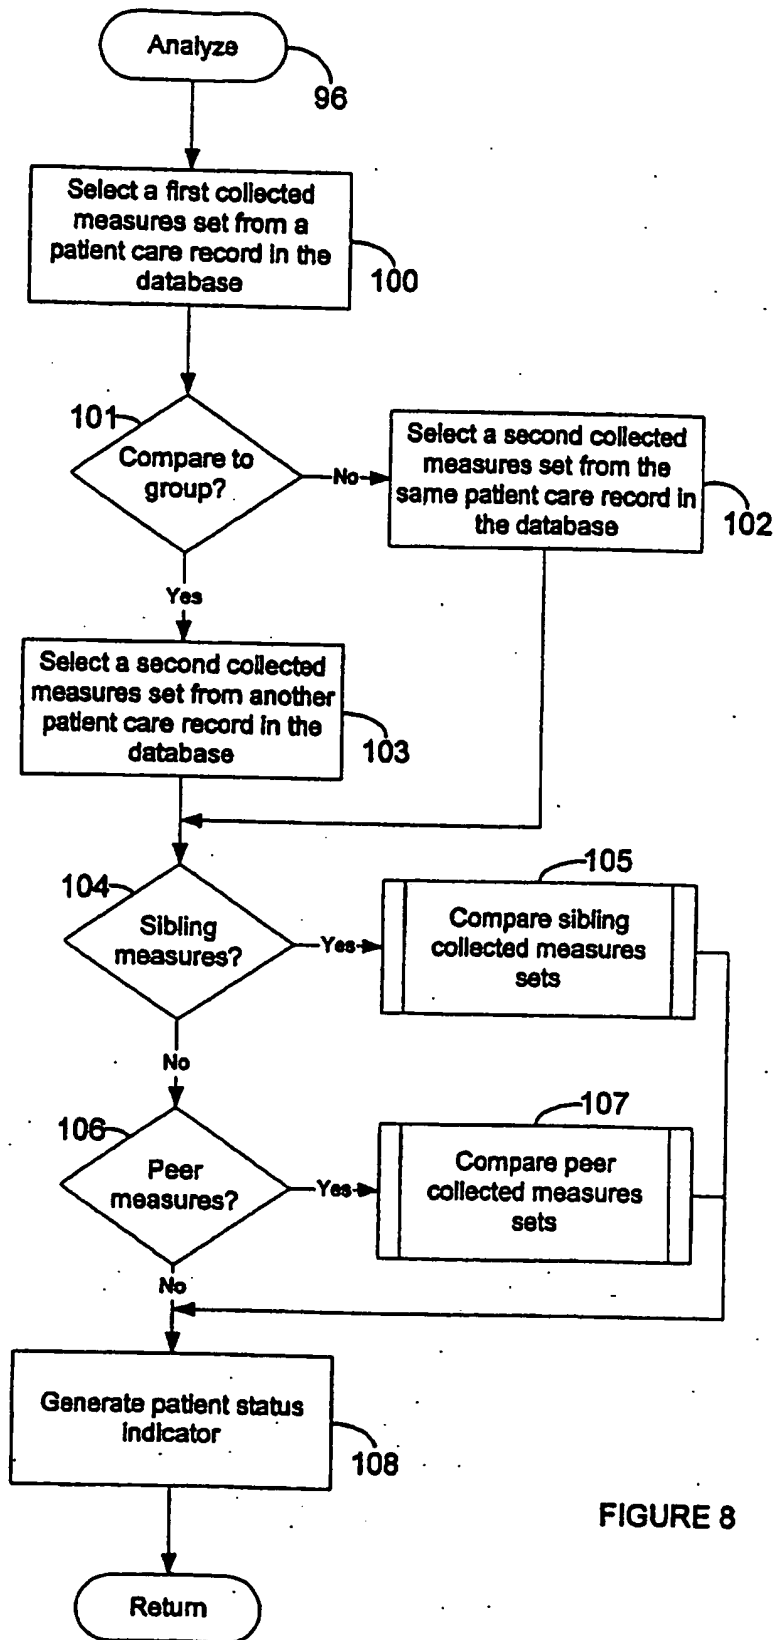 Analyze
96
Select a first collected
measures set from a
patient care record in the
database
100
101
Compare to
group?
No
Select a second collected
measures set from the
same patient care record in
the database
102
Yes
Select a second collected
measures set from another
patient care record in the
database
103
104
Sibling
measures?
Yes
105
Compare sibling
collected measures
sets
No
106
Peer
measures?
Yes
107
Compare peer
collected measures
sets
No
Generate patient status
indicator
108
FIGURE 8
Return